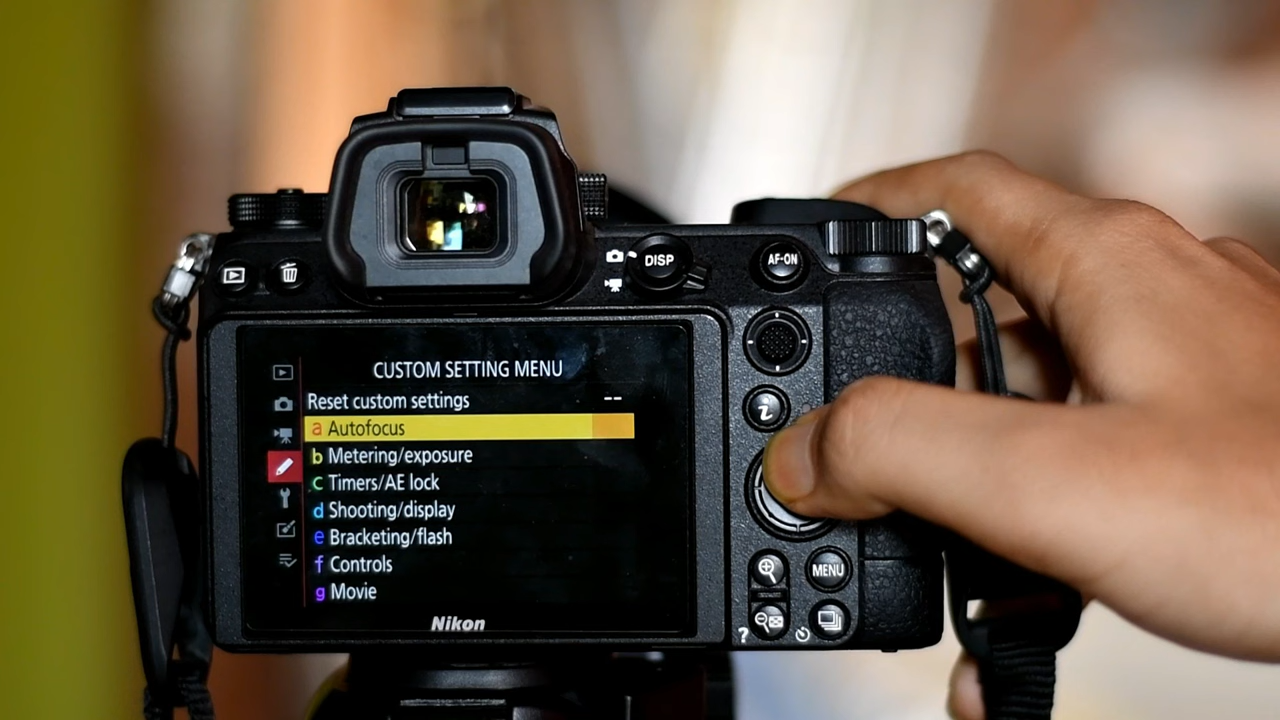 DISP
AF-ON
CUSTOM SETTING MENU
Reset custom settings --
a Autofocus
b Metering/exposure
c Timers/AE lock
d Shooting/display
e Bracketing/flash
f Controls
g Movie
Nikon
i
MENU
?